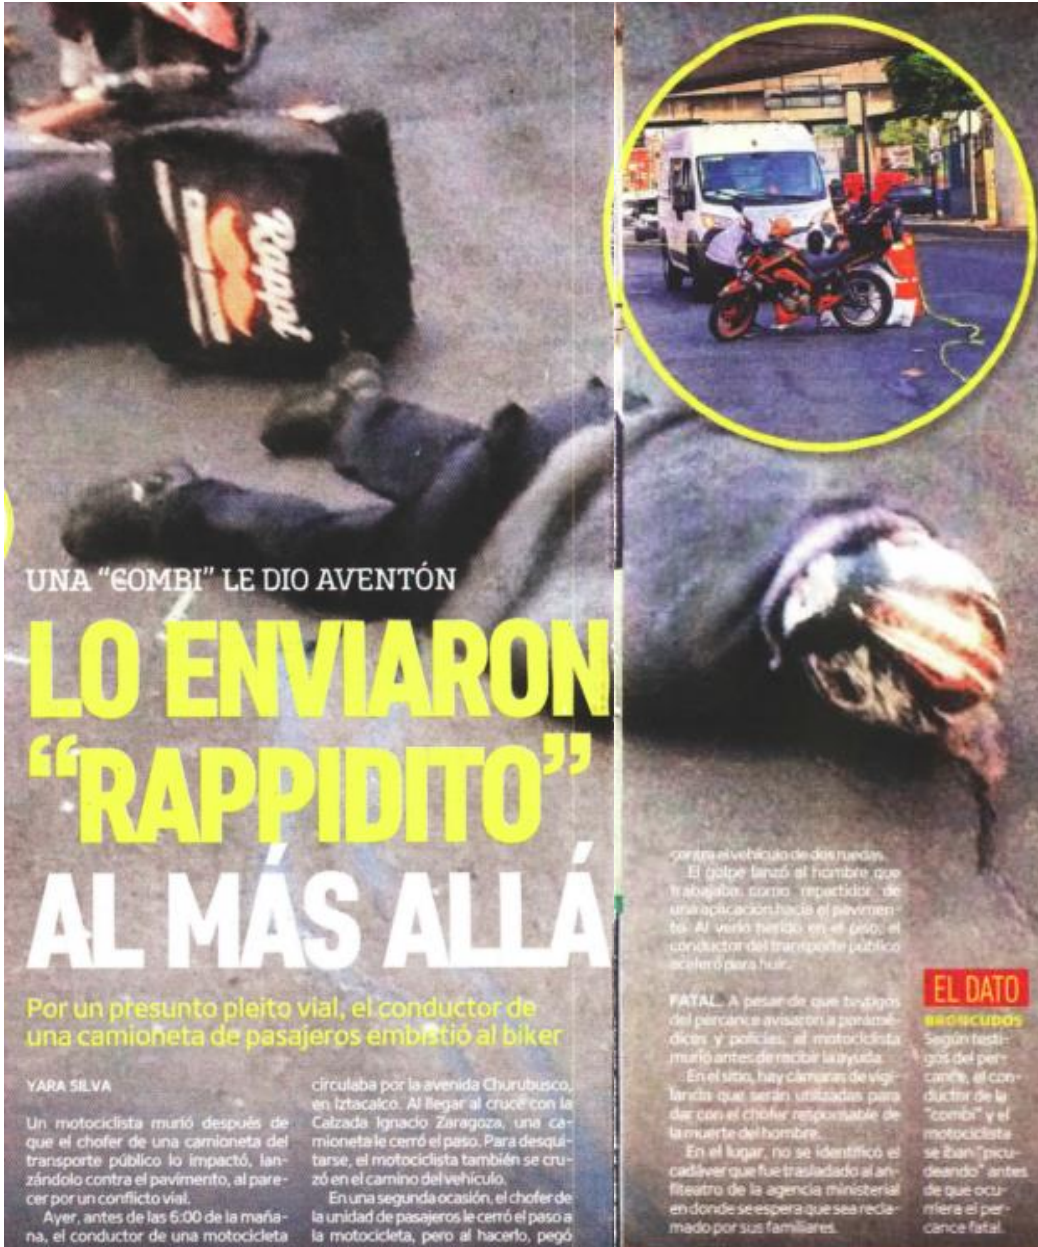 Rappi
UNA "COMBI" LE DIO AVENTÓN
LO ENVIARON
"RAPPIDITO"
AL MÁS ALLÁ
Por un presunto pleito vial, el conductor de
una camioneta de pasajeros embistió al biker
YARA SILVA
Un motociclista murió después de
que el chofer de una camioneta del
transporte público lo impactó, lan-
zándolo contra el pavimento, al pare-
cer por un conflicto vial.
Ayer, antes de las 6:00 de la maña-
na, el conductor de una motocicleta
circulaba por la avenida Churubusco,
en Iztacalco. Al llegar al cruce con la
Calzada Ignacio Zaragoza, una ca-
mioneta le cerró el paso. Para desqui-
tarse, el motociclista también se cru-
zó en el camino del vehículo.
En una segunda ocasión, el chofer de
la unidad de pasajeros le cerró el paso a
la motocicleta, pero al hacerlo, pegó
contra el vehículo de dos ruedas.
El golpe lanzó al hombre que
trabajaba como repartidor de
una aplicación hacia el pavimen-
to. Al verlo herido en el piso, el
conductor del transporte público
aceleró para huir.
FATAL. A pesar de que testigos
del percance avisaron a paramé-
dicos y policías, el motociclista
murió antes de recibir la ayuda.
En el sitio, hay cámaras de vigi-
lancia que serán utilizadas para
dar con el chofer responsable de
la muerte del hombre.
En el lugar, no se identificó el
cadáver que fue trasladado al an-
fiteatro de la agencia ministerial
en donde se espera que sea recla-
mado por sus familiares.
EL DATO
BRONCUDOS
Según testi-
gos del per-
cance, el con-
ductor de la
"combi" y el
motociclista
se iban "picu-
deando" antes
de que ocu-
rriera el per-
cance fatal.